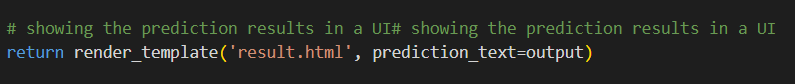 # showing the prediction results in a UI# showing the prediction results in a UI
return render_template('result.html', prediction_text=output)